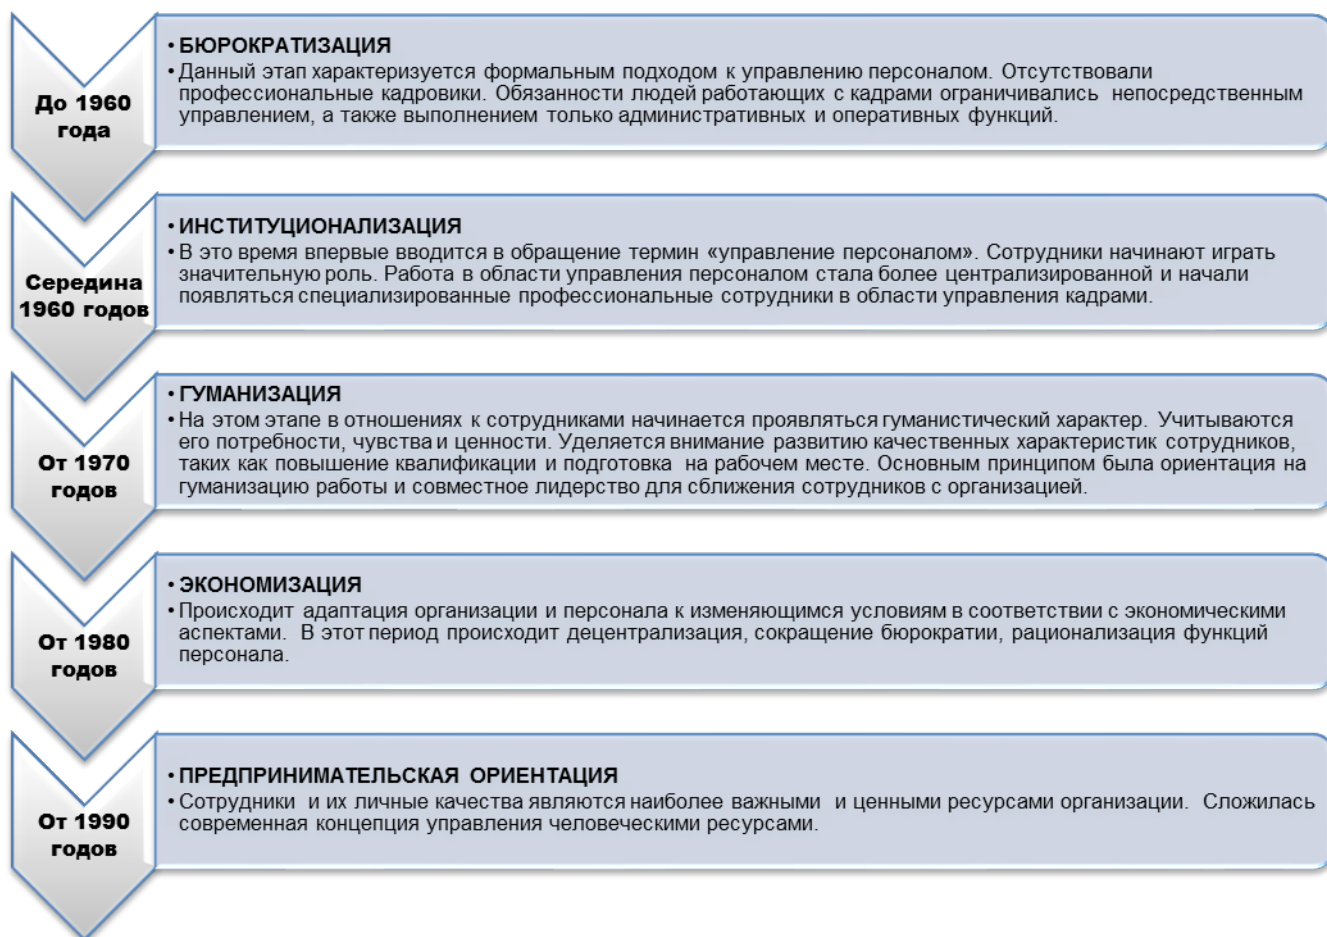 До 1960
года
• БЮРОКРАТИЗАЦИЯ
• Данный этап характеризуется формальным подходом к управлению персоналом. Отсутствовали
профессиональные кадровики. Обязанности людей работающих с кадрами ограничивались непосредственным
управлением, а также выполнением только административных и оперативных функций.
Середина
1960 годов
• ИНСТИТУЦИОНАЛИЗАЦИЯ
• В это время впервые вводится в обращение термин «управление персоналом». Сотрудники начинают играть
значительную роль. Работа в области управления персоналом стала более централизированной и начали
появляться специализированные профессиональные сотрудники в области управления кадрами.
От 1970
годов
• ГУМАНИЗАЦИЯ
• На этом этапе в отношениях к сотрудниками начинается проявляться гуманистический характер. Учитываются
его потребности, чувства и ценности. Уделяется внимание развитию качественных характеристик сотрудников,
таких как повышение квалификации и подготовка на рабочем месте. Основным принципом была ориентация на
гуманизацию работы и совместное лидерство для сближения сотрудников с организацией.
От 1980
годов
• ЭКОНОМИЗАЦИЯ
• Происходит адаптация организации и персонала к изменяющимся условиям в соответствии с экономическими
аспектами. В этот период происходит децентрализация, сокращение бюрократии, рационализация функций
персонала.
От 1990
годов
• ПРЕДПРИНИМАТЕЛЬСКАЯ ОРИЕНТАЦИЯ
• Сотрудники и их личные качества являются наиболее важными и ценными ресурсами организации. Сложилась
современная концепция управления человеческими ресурсами.